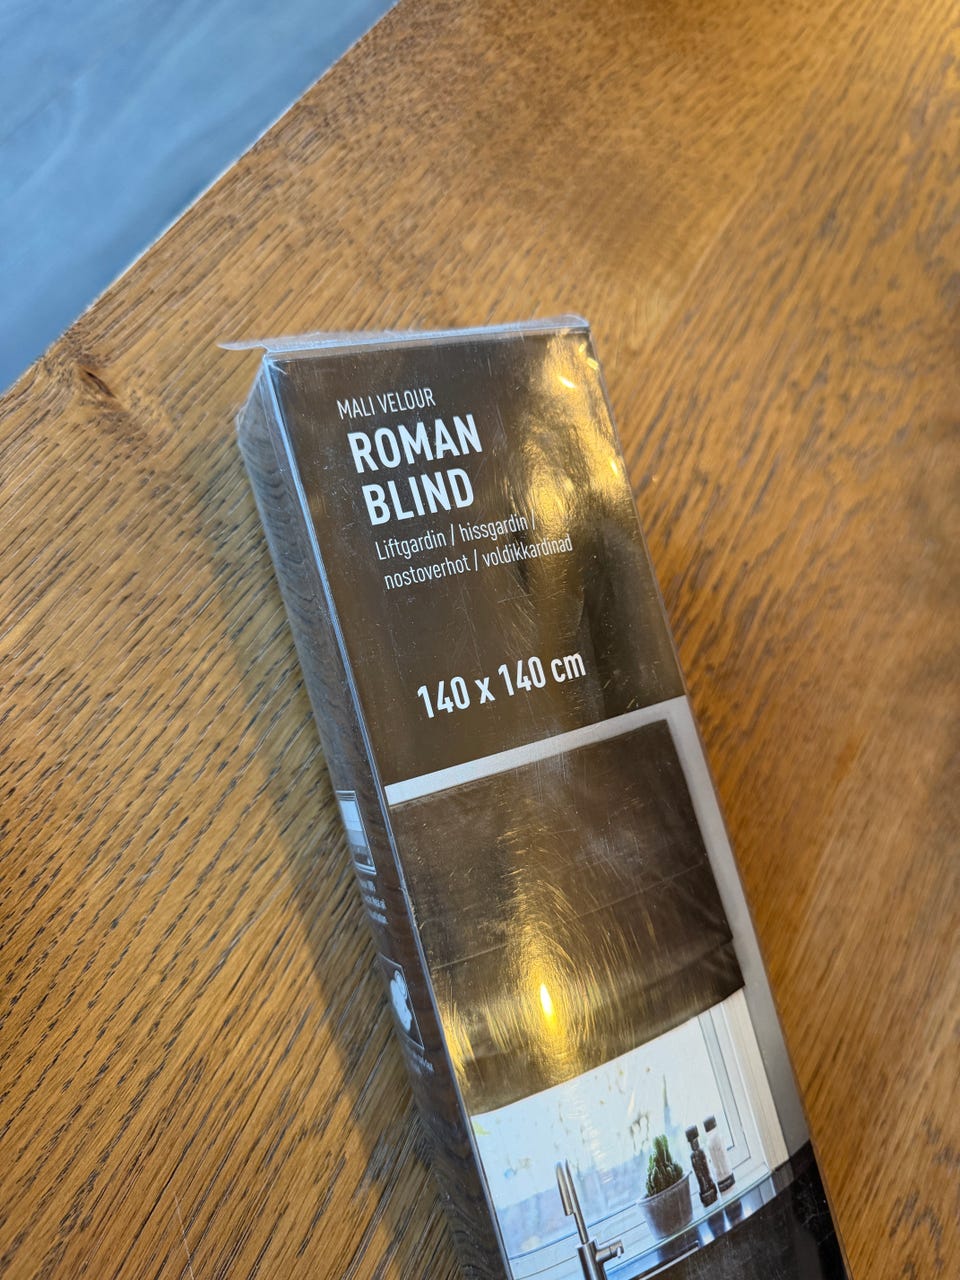 MALI VELOUR
ROMAN
BLIND
Liftgardin / hissgardin /
nostoverhot / voldikkardinad
140 x 140 cm